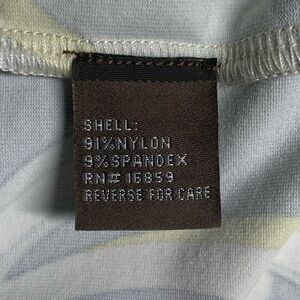 SHELL:
91%NYLON
9%SPANDEX
RN# 16859
REVERSE FOR CARE